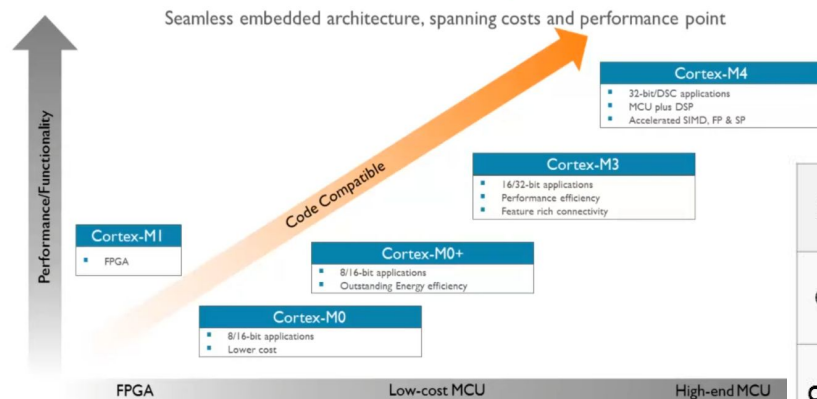 Seamless embedded architecture, spanning costs and performance point
Performance/Functionality
Code Compatible
Cortex-M4
32-bit/DSC applications
MCU plus DSP
Accelerated SIMD, FP & SP
Cortex-M3
16/32-bit applications
Performance efficiency
Feature rich connectivity
Cortex-M1
FPGA
Cortex-M0+
8/16-bit applications
Outstanding Energy efficiency
Cortex-M0
8/16-bit applications
Lower cost
FPGA
Low-cost MCU
High-end MCU